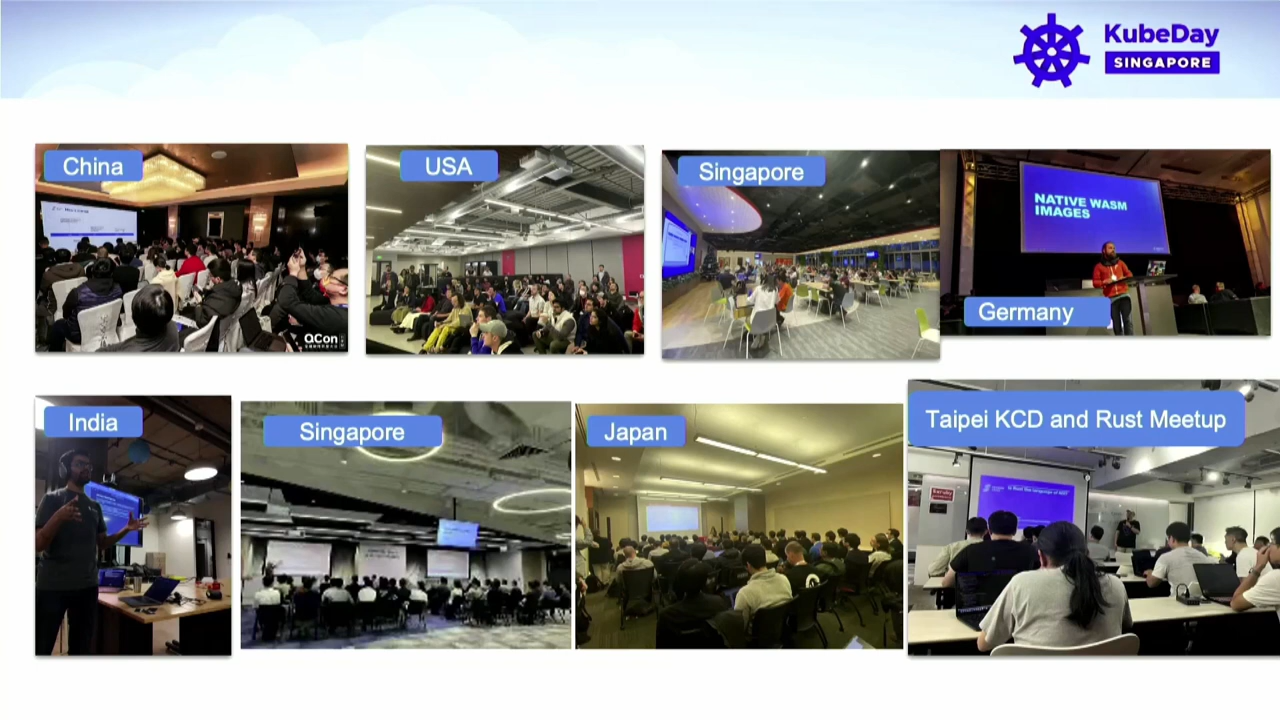 KubeDay
SINGAPORE
China
USA
Singapore
NATIVE WASM
IMAGES
Germany
QCon
India
Singapore
Japan
Taipei KCD and Rust Meetup